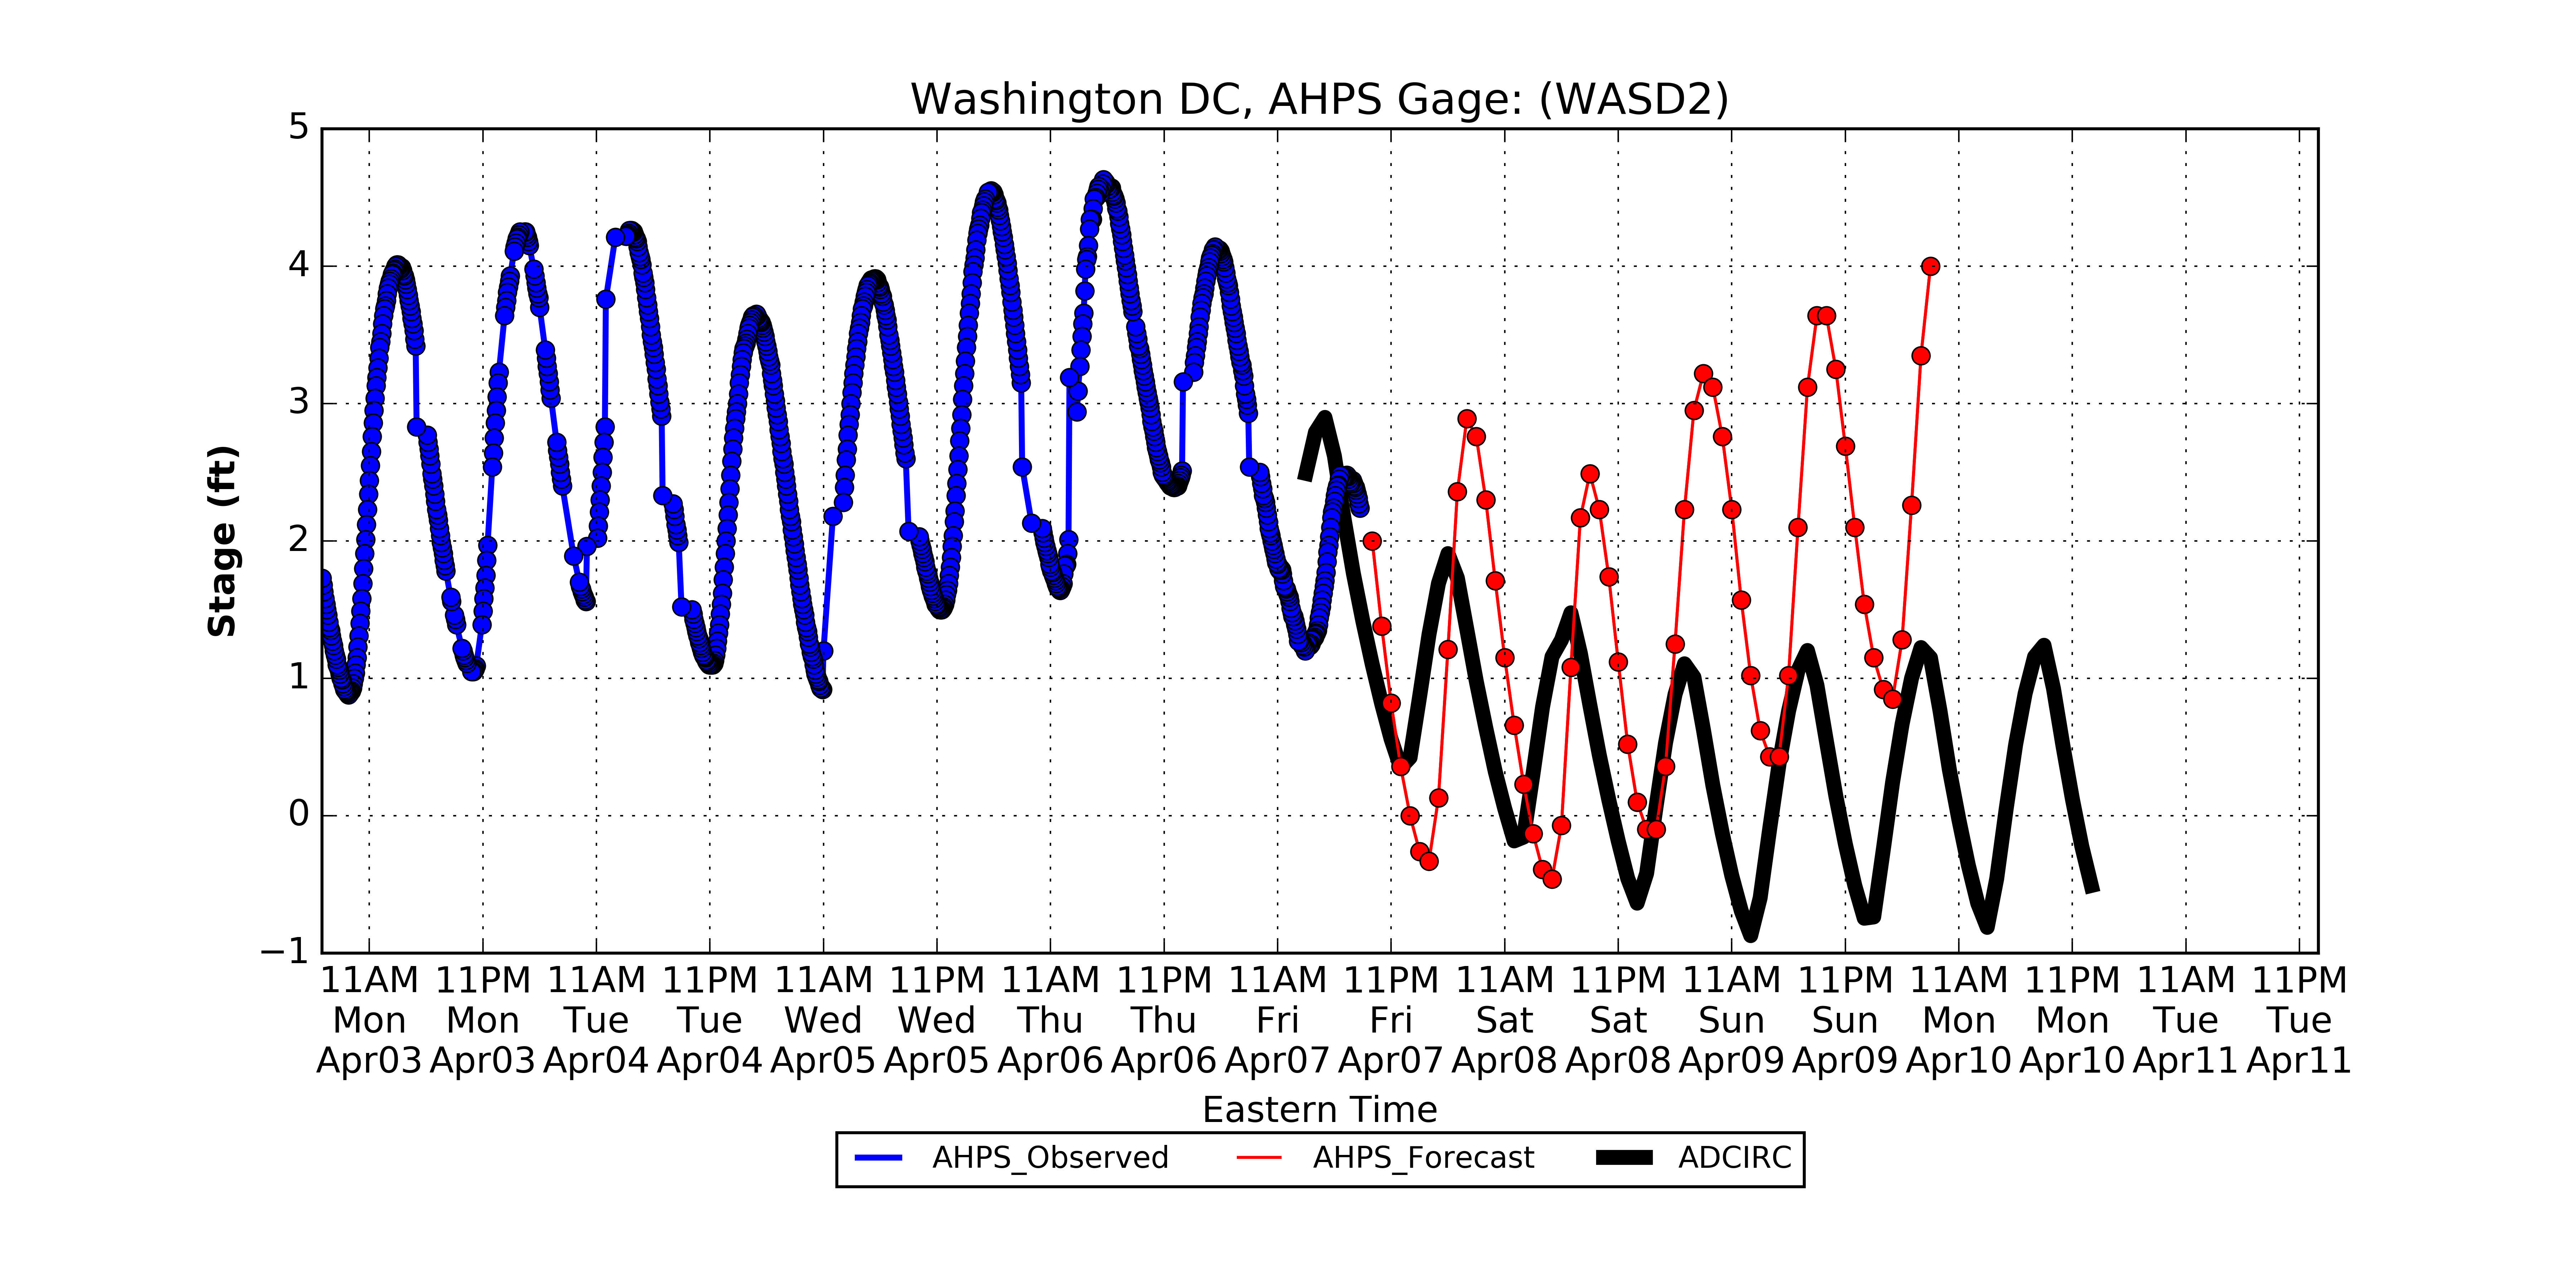 Washington DC, AHPS Gage: (WASD2)
5
4
3
2
1
0
−1
Stage (ft)
11AM 11PM 11AM 11PM 11AM 11PM 11AM 11PM 11AM 11PM 11AM 11PM 11AM 11PM 11AM 11PM 11AM 11PM
Mon Mon Tue Tue Wed Wed Thu Thu Fri Fri Sat Sat Sun Sun Mon Mon Tue Tue
Apr03 Apr03 Apr04 Apr04 Apr05 Apr05 Apr06 Apr06 Apr07 Apr07 Apr08 Apr08 Apr09 Apr09 Apr10 Apr10 Apr11 Apr11
Eastern Time
AHPS_Observed AHPS_Forecast ADCIRC